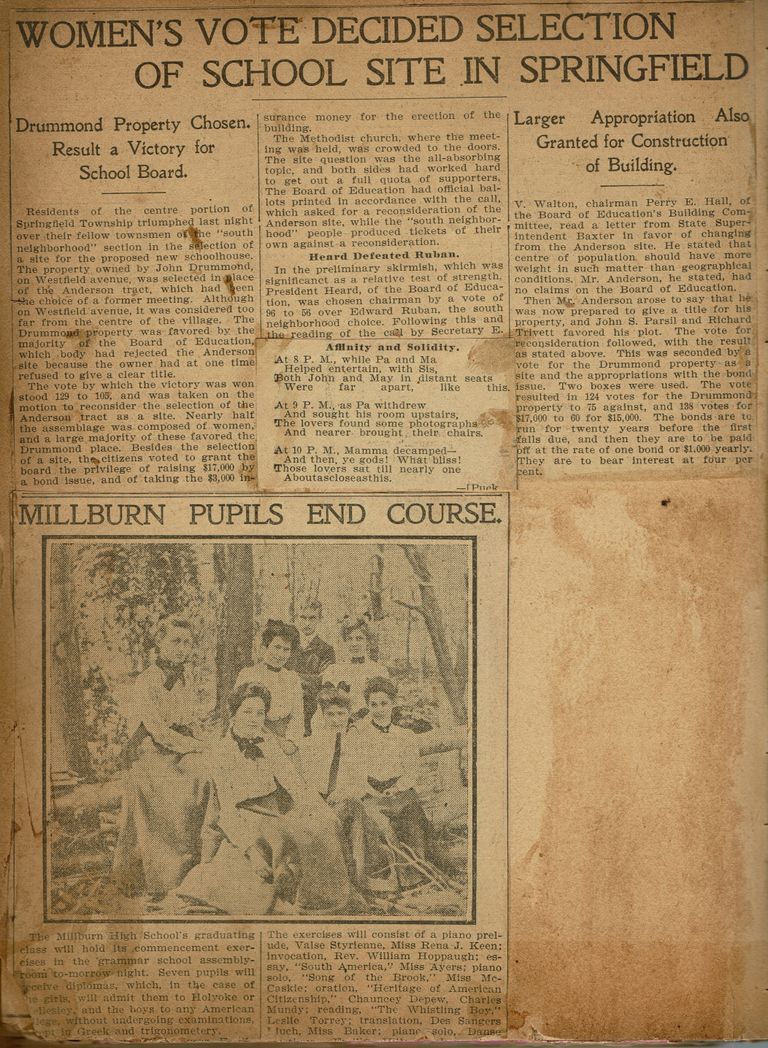 WOMEN'S VOTE DECIDED SELECTION
OF SCHOOL SITE IN SPRINGFIELD
Drummond Property Chosen.
Result a Victory for
School Board.
Residents of the centre portion of
Springfield Township triumphed last night
over their fellow townsmen of the "south
neighborhood" section in the selection of
a site for the proposed new schoolhouse.
The property owned by John Drummond,
on Westfield avenue, was selected in place
of the Anderson tract, which had been
the choice of a former meeting. Although
on Westfield avenue, it was considered too
far from the centre of the village. The
Drummond property was favored by the
majority of the Board of Education,
which body had rejected the Anderson
site because the owner had at one time
refused to give a clear title.
The vote by which the victory was won
stood 129 to 105, and was taken on the
motion to reconsider the selection of the
Anderson tract as a site. Nearly half
the assemblage was composed of women,
and a large majority of these favored the
Drummond place. Besides the selection
of a site, the citizens voted to grant the
board the privilege of raising $17,000 by
a bond issue, and of taking the $3,000 in-
surance money for the erection of the
building.
The Methodist church, where the meet-
ing was held, was crowded to the doors.
The site question was the all-absorbing
topic, and both sides had worked hard
to get out a full quota of supporters.
The Board of Education had official bal-
lots printed in accordance with the call,
which asked for a reconsideration of the
Anderson site, while the "south neighbor-
hood" people produced tickets of their
own against a reconsideration.
Heard Defeated Ruban.
In the preliminary skirmish, which was
significant as a relative test of strength,
President Heard, of the Board of Educa-
tion, was chosen chairman by a vote of
96 to 56 over Edward Ruban, the south
neighborhood choice. Following this and
the reading of the call by Secretary E.
Affinity and Solidity.
At 8 P. M., while Pa and Ma
Helped entertain, with Sis,
Both John and May in distant seats
Were far apart, like this.
At 9 P. M., as Pa withdrew
And sought his room upstairs,
The lovers found some photographs
And nearer brought their chairs.
At 10 P. M., Mamma decamped—
And then, ye gods! What bliss!
Those lovers sat till nearly one
Aboutascloseasthis.
—[Puck
Larger Appropriation Also
Granted for Construction
of Building.
V. Walton, chairman Perry E. Hall, of
the Board of Education's Building Com-
mittee, read a letter from State Super-
intendent Baxter in favor of changing
from the Anderson site. He stated that
centre of population should have more
weight in such matter than geographical
conditions. Mr. Anderson, he stated, had
no claims on the Board of Education.
Then Mr. Anderson arose to say that he
was now prepared to give a title for his
property, and John S. Parsil and Richard
Trivett favored his plot. The vote for
reconsideration followed, with the result
as stated above. This was seconded by a
vote for the Drummond property as a
site and the appropriations with the bond
issue. Two boxes were used. The vote
resulted in 124 votes for the Drummond
property to 75 against, and 138 votes for
$17,000 to 60 for $15,000. The bonds are to
run for twenty years before the first
falls due, and then they are to be paid
off at the rate of one bond or $1,000 yearly.
They are to bear interest at four per
cent.
MILLBURN PUPILS END COURSE.
The Millburn High School's graduating
class will hold its commencement exer-
cises in the grammar school assembly-
room to-morrow night. Seven pupils will
receive diplomas, which, in the case of
the girls, will admit them to Holyoke or
Wellesley, and the boys to any American
college, without undergoing examinations,
except in Greek and trigonometry.
The exercises will consist of a piano prel-
ude, Valse Styrienne, Miss Rena J. Keen;
invocation, Rev. William Hoppaugh; es-
say, "South America," Miss Ayers; piano
solo, "Song of the Brook," Miss Mc-
Caskie; oration, "Heritage of American
Citizenship," Chauncey Depew, Charles
Mundy; reading, "The Whistling Boy,"
Leslie Torrey; translation, Des Sangers
luch, Miss Baker; piano solo, Danse